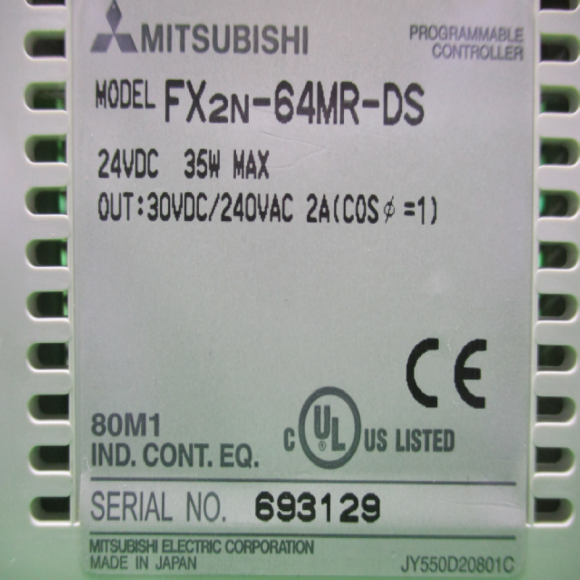 MITSUBISHI
PROGRAMMABLE
CONTROLLER
MODEL FX2N-64MR-DS
24VDC 35W MAX
OUT:30VDC/240VAC 2A(COSφ=1)
CE
80M1
IND. CONT. EQ.
C UL US LISTED
SERIAL NO. 693129
MITSUBISHI ELECTRIC CORPORATION
MADE IN JAPAN
JY550D20801C